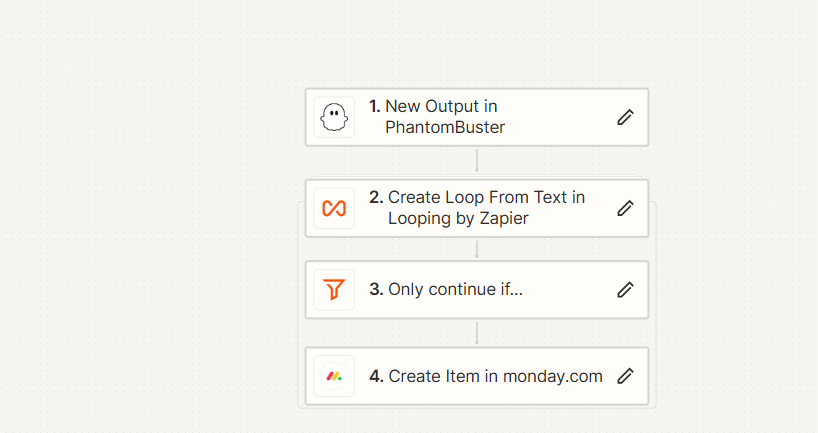 1. New Output in
PhantomBuster
2. Create Loop From Text in
Looping by Zapier
3. Only continue if...
4. Create Item in monday.com